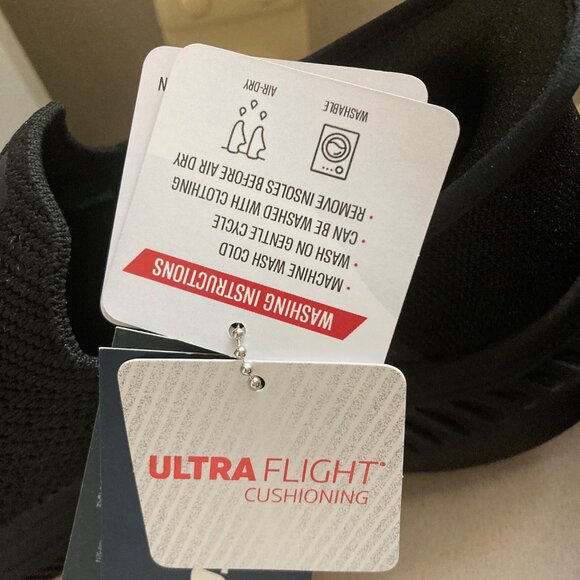 WASHING INSTRUCTIONS
• MACHINE WASH COLD
• WASH ON GENTLE CYCLE
• CAN BE WASHED WITH CLOTHING
• REMOVE INSOLES BEFORE AIR DRY
WASHABLE
AIR-DRY
N
ULTRA FLIGHT™
CUSHIONING